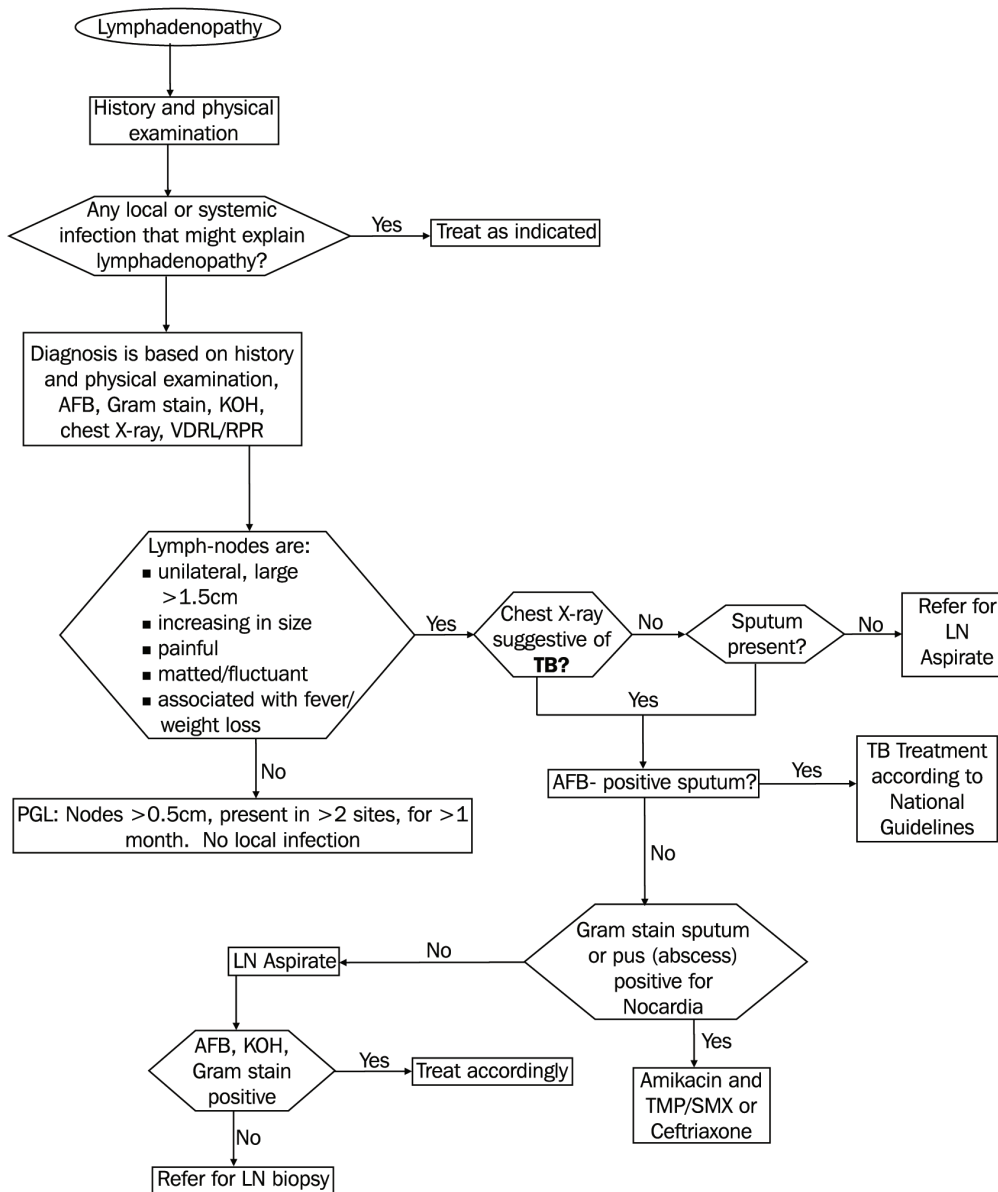 Lymphadenopathy
History and physical
examination
Any local or systemic
infection that might explain
lymphadenopathy?
Yes
Treat as indicated
Diagnosis is based on history
and physical examination,
AFB, Gram stain, KOH,
chest X-ray, VDRL/RPR
Lymph-nodes are:
▪ unilateral, large
>1.5cm
▪ increasing in size
▪ painful
▪ matted/fluctuant
▪ associated with fever/
weight loss
Yes
Chest X-ray
suggestive of
TB?
No
Sputum
present?
No
Refer for
LN
Aspirate
Yes
No
PGL: Nodes >0.5cm, present in >2 sites, for >1
month. No local infection
AFB- positive sputum?
Yes
TB Treatment
according to
National
Guidelines
No
Gram stain sputum
or pus (abscess)
positive for
Nocardia
No
LN Aspirate
Yes
Amikacin and
TMP/SMX or
Ceftriaxone
AFB, KOH,
Gram stain
positive
Yes
Treat accordingly
No
Refer for LN biopsy